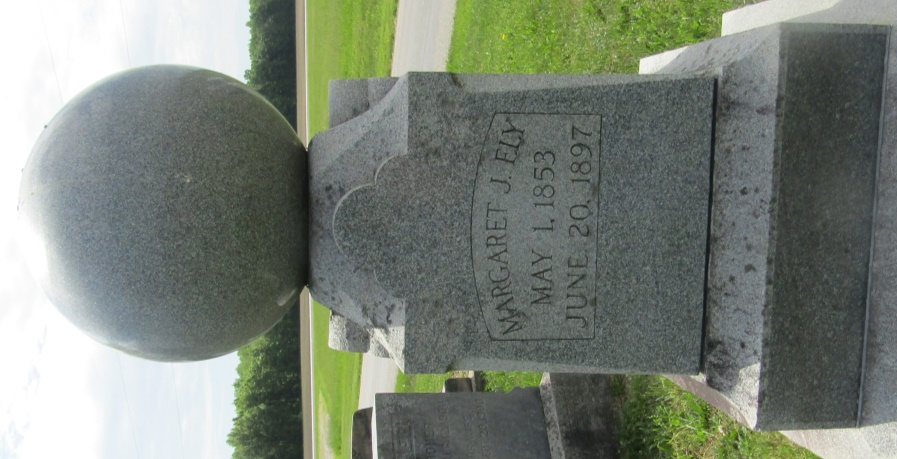 MARGARET J. ELY
MAY 1, 1853
JUNE 20, 1897